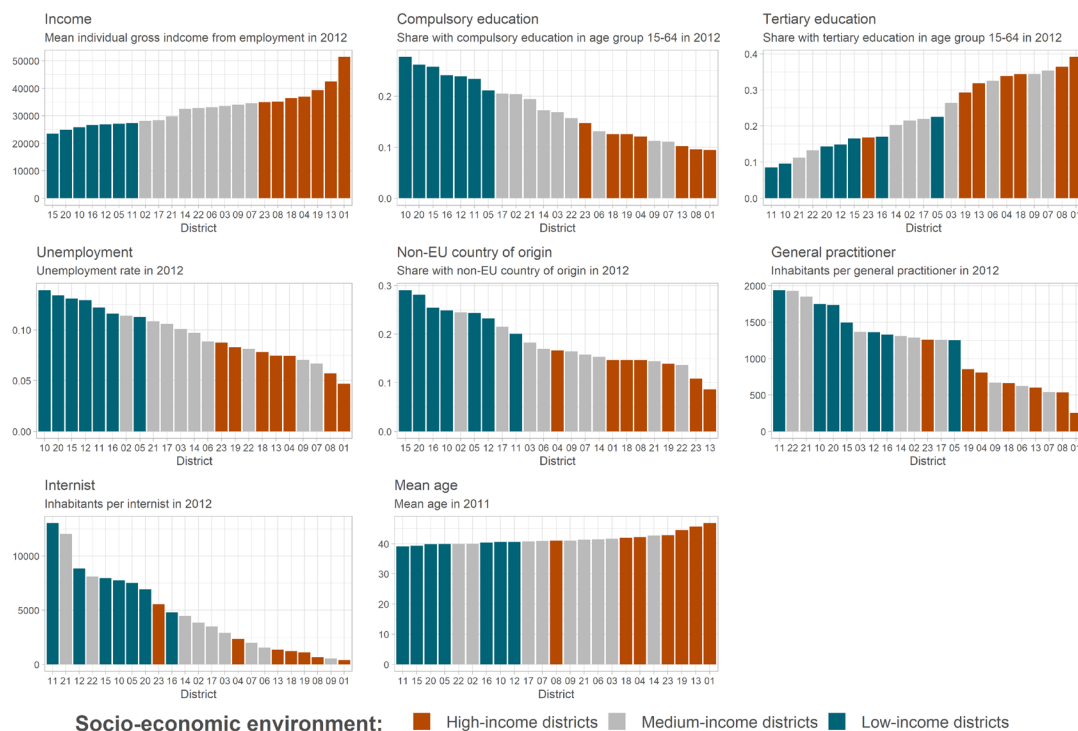 Income
Mean individual gross indcome from employment in 2012
50000
40000
30000
20000
10000
0
15 20 10 16 12 05 11 02 17 21 14 22 06 03 09 07 23 08 18 04 19 13 01
District
Compulsory education
Share with compulsory education in age group 15-64 in 2012
0.2
0.1
0.0
10 20 15 16 12 11 05 17 02 21 14 03 22 23 06 18 19 04 09 07 13 08 01
District
Tertiary education
Share with tertiary education in age group 15-64 in 2012
0.4
0.3
0.2
0.1
0.0
11 10 21 22 20 12 15 23 16 14 02 17 05 03 19 13 06 04 18 09 07 08 01
District
Unemployment
Unemployment rate in 2012
0.10
0.05
0.00
10 20 15 12 11 16 02 05 21 17 03 14 06 23 19 22 18 13 04 09 07 08 01
District
Non-EU country of origin
Share with non-EU country of origin in 2012
0.3
0.2
0.1
0.0
15 20 16 10 02 05 12 17 11 03 06 04 09 07 14 01 18 08 21 19 22 23 13
District
General practitioner
Inhabitants per general practitioner in 2012
2000
1500
1000
500
0
11 22 21 10 20 15 03 12 16 14 02 23 17 05 19 04 09 18 06 13 07 08 01
District
Internist
Inhabitants per internist in 2012
10000
5000
0
11 21 12 22 15 10 05 20 23 16 14 02 17 03 04 07 06 13 19 18 08 09 01
District
Mean age
Mean age in 2011
40
30
20
10
0
11 15 20 05 22 02 16 10 12 17 07 08 09 21 06 03 18 04 14 23 19 13 01
District
Socio-economic environment: High-income districts Medium-income districts Low-income districts